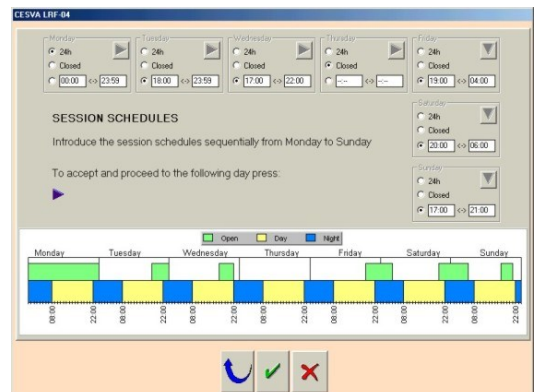 CESVA LRF-04
Monday
24h
Closed
00:00 <-> 23:59
Tuesday
24h
Closed
18:00 <-> 23:59
Wednesday
24h
Closed
17:00 <-> 22:00
Thursday
24h
Closed
--:-- <-> --:--
Friday
24h
Closed
19:00 <-> 04:00
Saturday
24h
Closed
20:00 <-> 06:00
Sunday
24h
Closed
17:00 <-> 21:00
SESSION SCHEDULES
Introduce the session schedules sequentially from Monday to Sunday
To accept and proceed to the following day press:
Open Day Night
Monday Tuesday Wednesday Thursday Friday Saturday Sunday
08:00 22:00 08:00 22:00 08:00 22:00 08:00 22:00 08:00 22:00 08:00 22:00 08:00 22:00